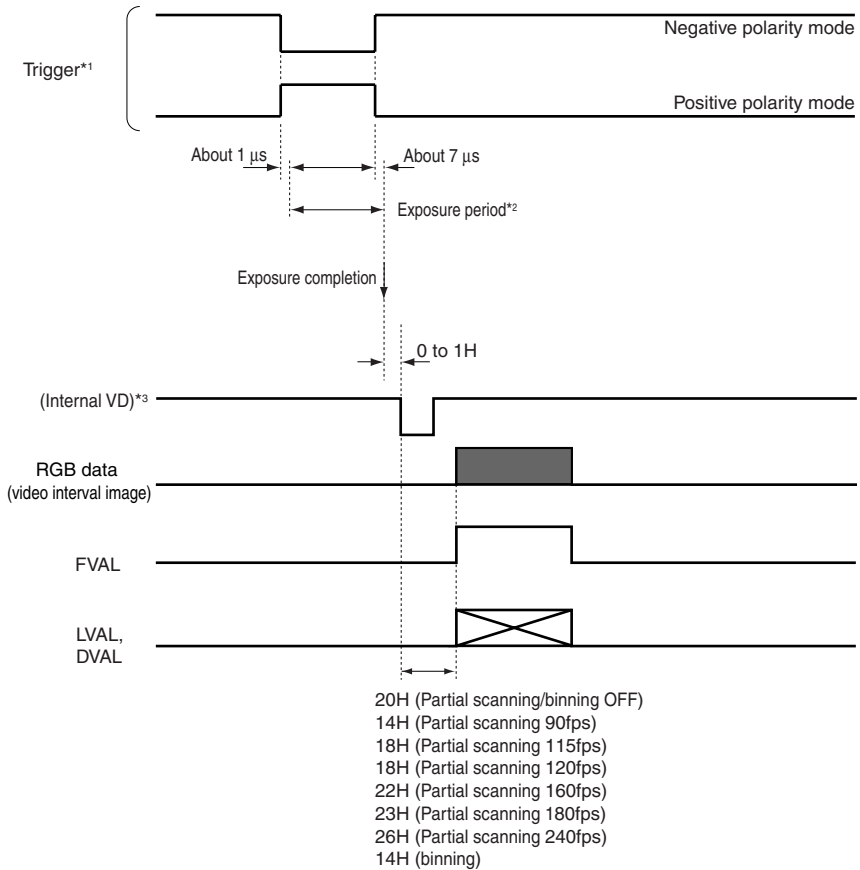 Negative polarity mode
Trigger*1
Positive polarity mode
About 1 µs
About 7 µs
Exposure period*2
Exposure completion
0 to 1H
(Internal VD)*3
RGB data
(video interval image)
FVAL
LVAL,
DVAL
20H (Partial scanning/binning OFF)
14H (Partial scanning 90fps)
18H (Partial scanning 115fps)
18H (Partial scanning 120fps)
22H (Partial scanning 160fps)
23H (Partial scanning 180fps)
26H (Partial scanning 240fps)
14H (binning)